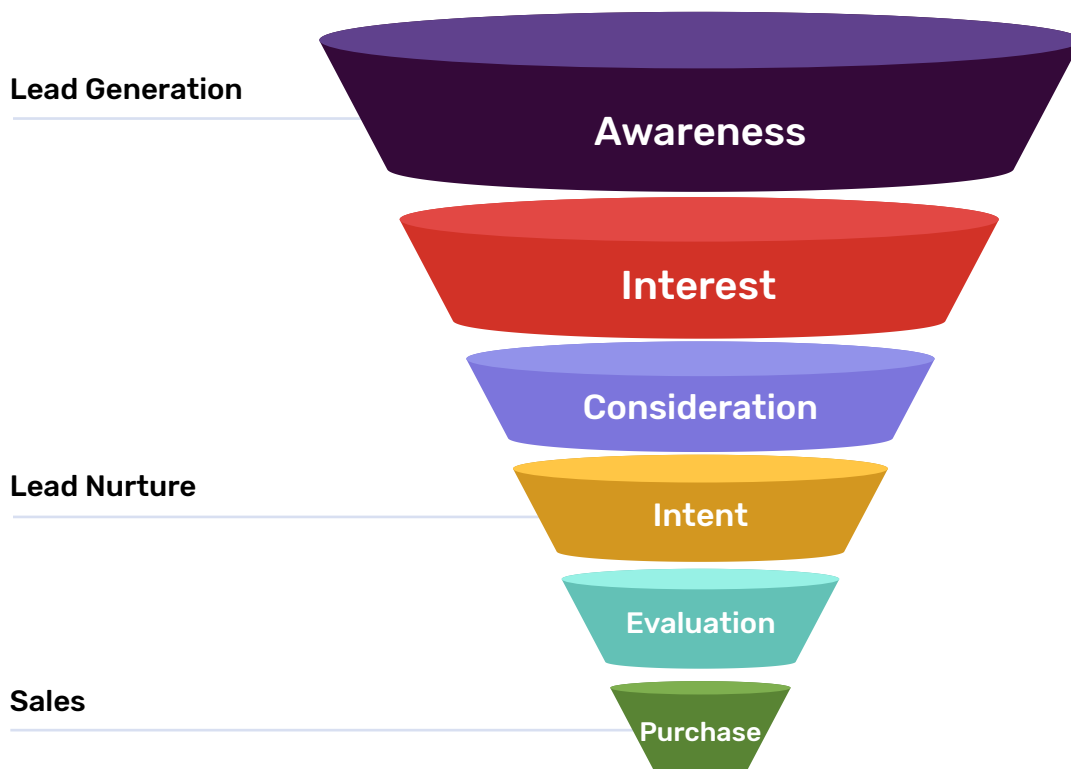 Lead Generation
Awareness
Interest
Consideration
Lead Nurture
Intent
Evaluation
Sales
Purchase